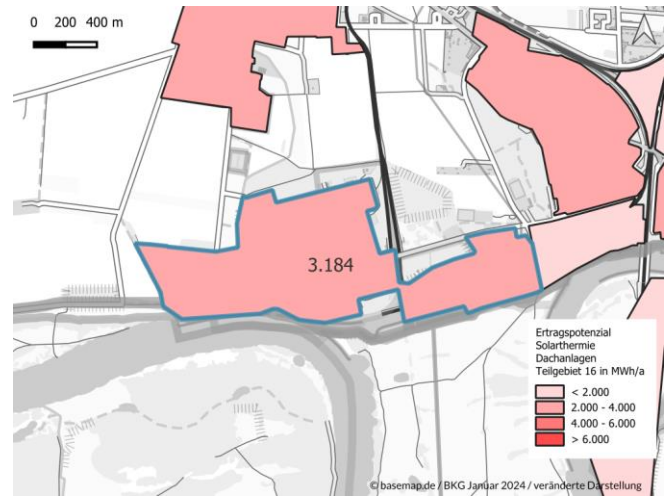 0 200 400 m
3.184
Ertragspotenzial
Solarthermie
Dachanlagen
Teilgebiet 16 in MWh/a
< 2.000
2.000 - 4.000
4.000 - 6.000
> 6.000
© basemap.de / BKG Januar 2024 / veränderte Darstellung